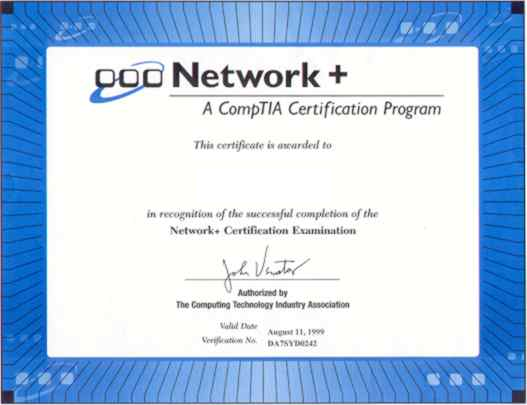 Network +
A CompTIA Certification Program
This certificate is awarded to
in recognition of the successful completion of the
Network+ Certification Examination
John Venator
Authorized by
The Computing Technology Industry Association
Valid Date August 11, 1999
Verification No. DA7SYD0242